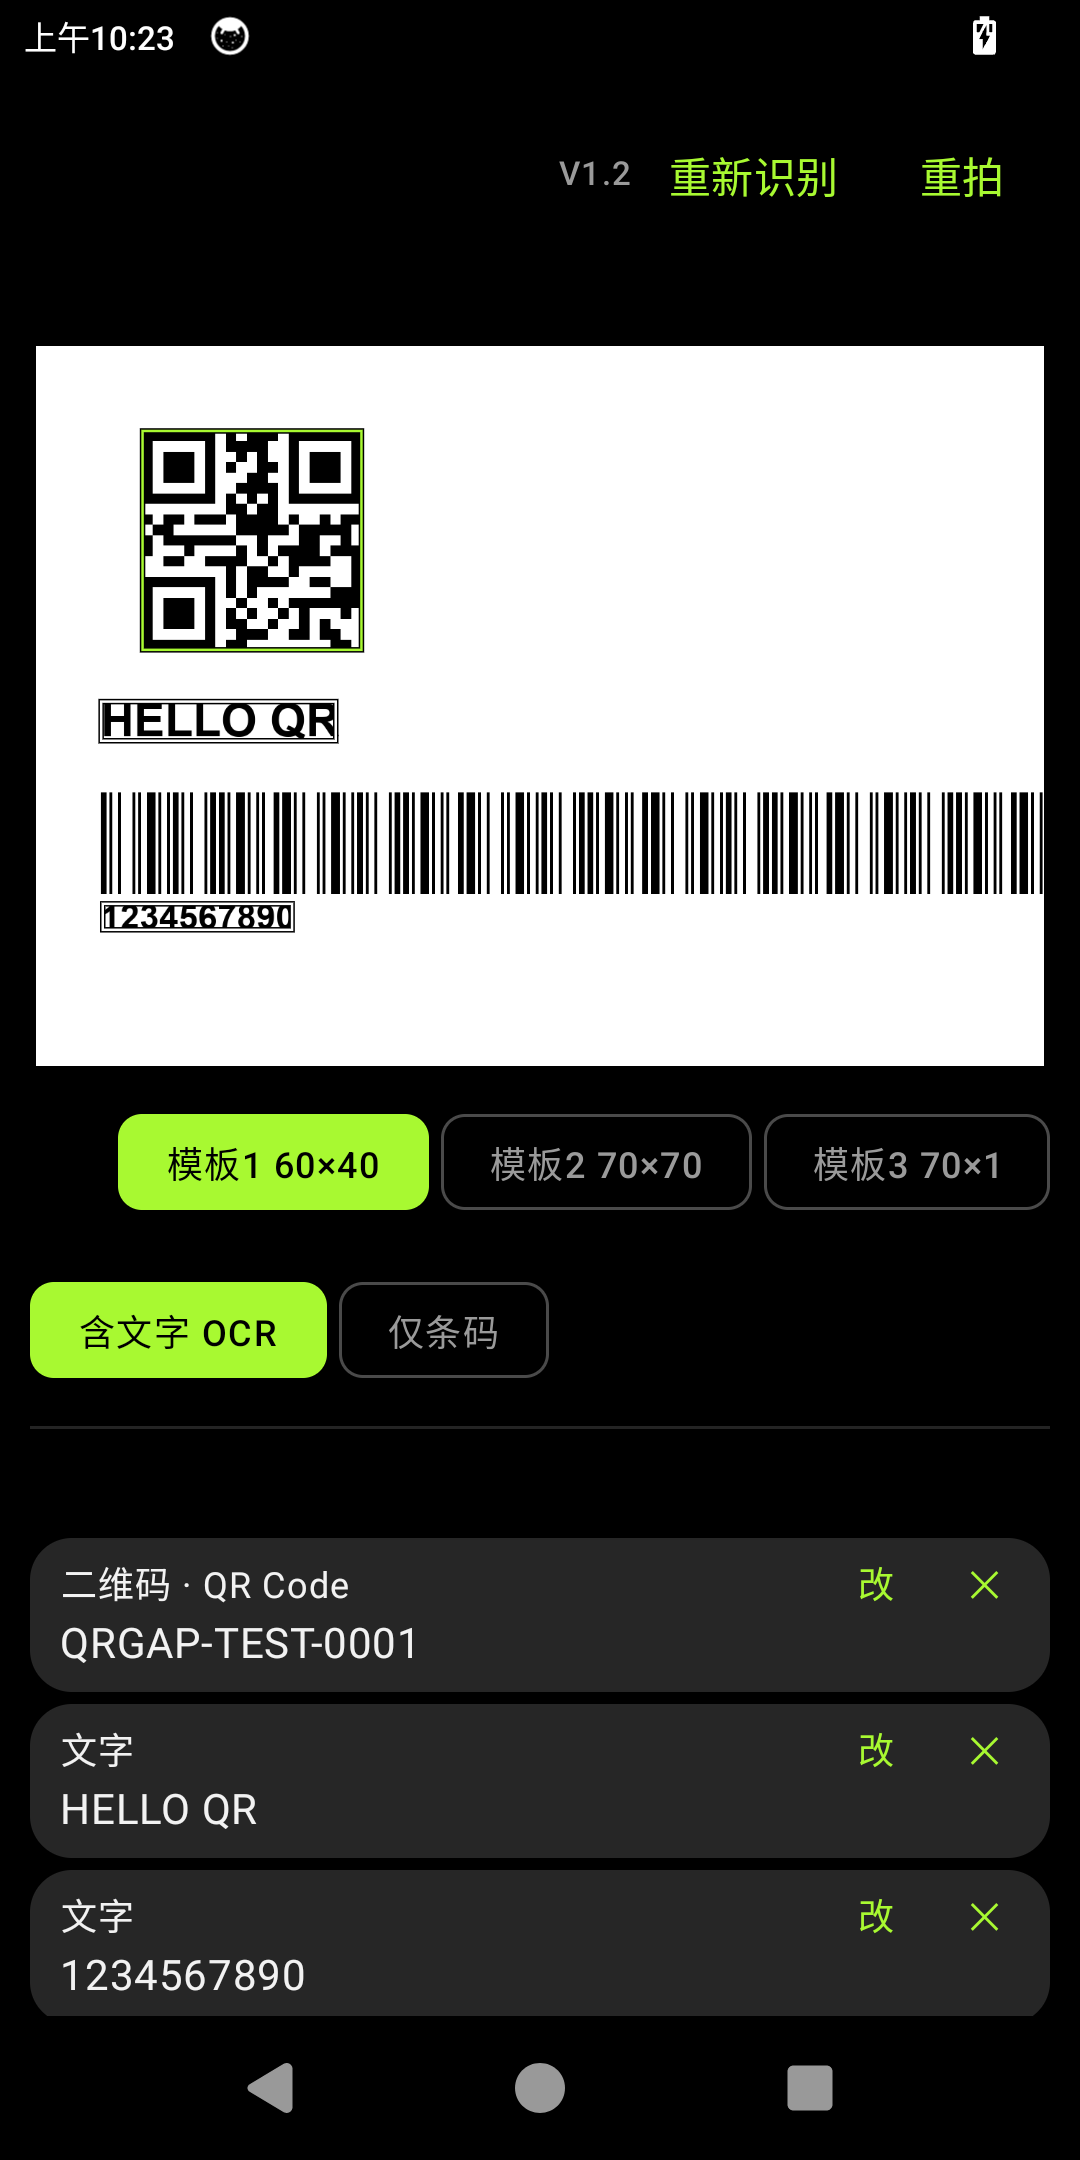 上午10:23
V1.2 重新识别 重拍
HELLO QR
1234567890
模板1 60×40 模板2 70×70 模板3 70×1
含文字 OCR 仅条码
二维码 · QR Code 改
QRGAP-TEST-0001
文字 改
HELLO QR
文字 改
1234567890